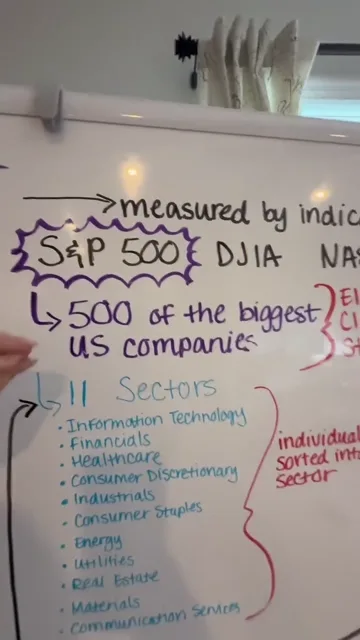 measured by indic
S&P 500 DJIA NAS
500 of the biggest
US companies
11 Sectors
• Information Technology
• Financials
• Healthcare
• Consumer Discretionary
• Industrials
• Consumer Staples
• Energy
• Utilities
• Real Estate
• Materials
• Communication Services
individual
sorted int
sector